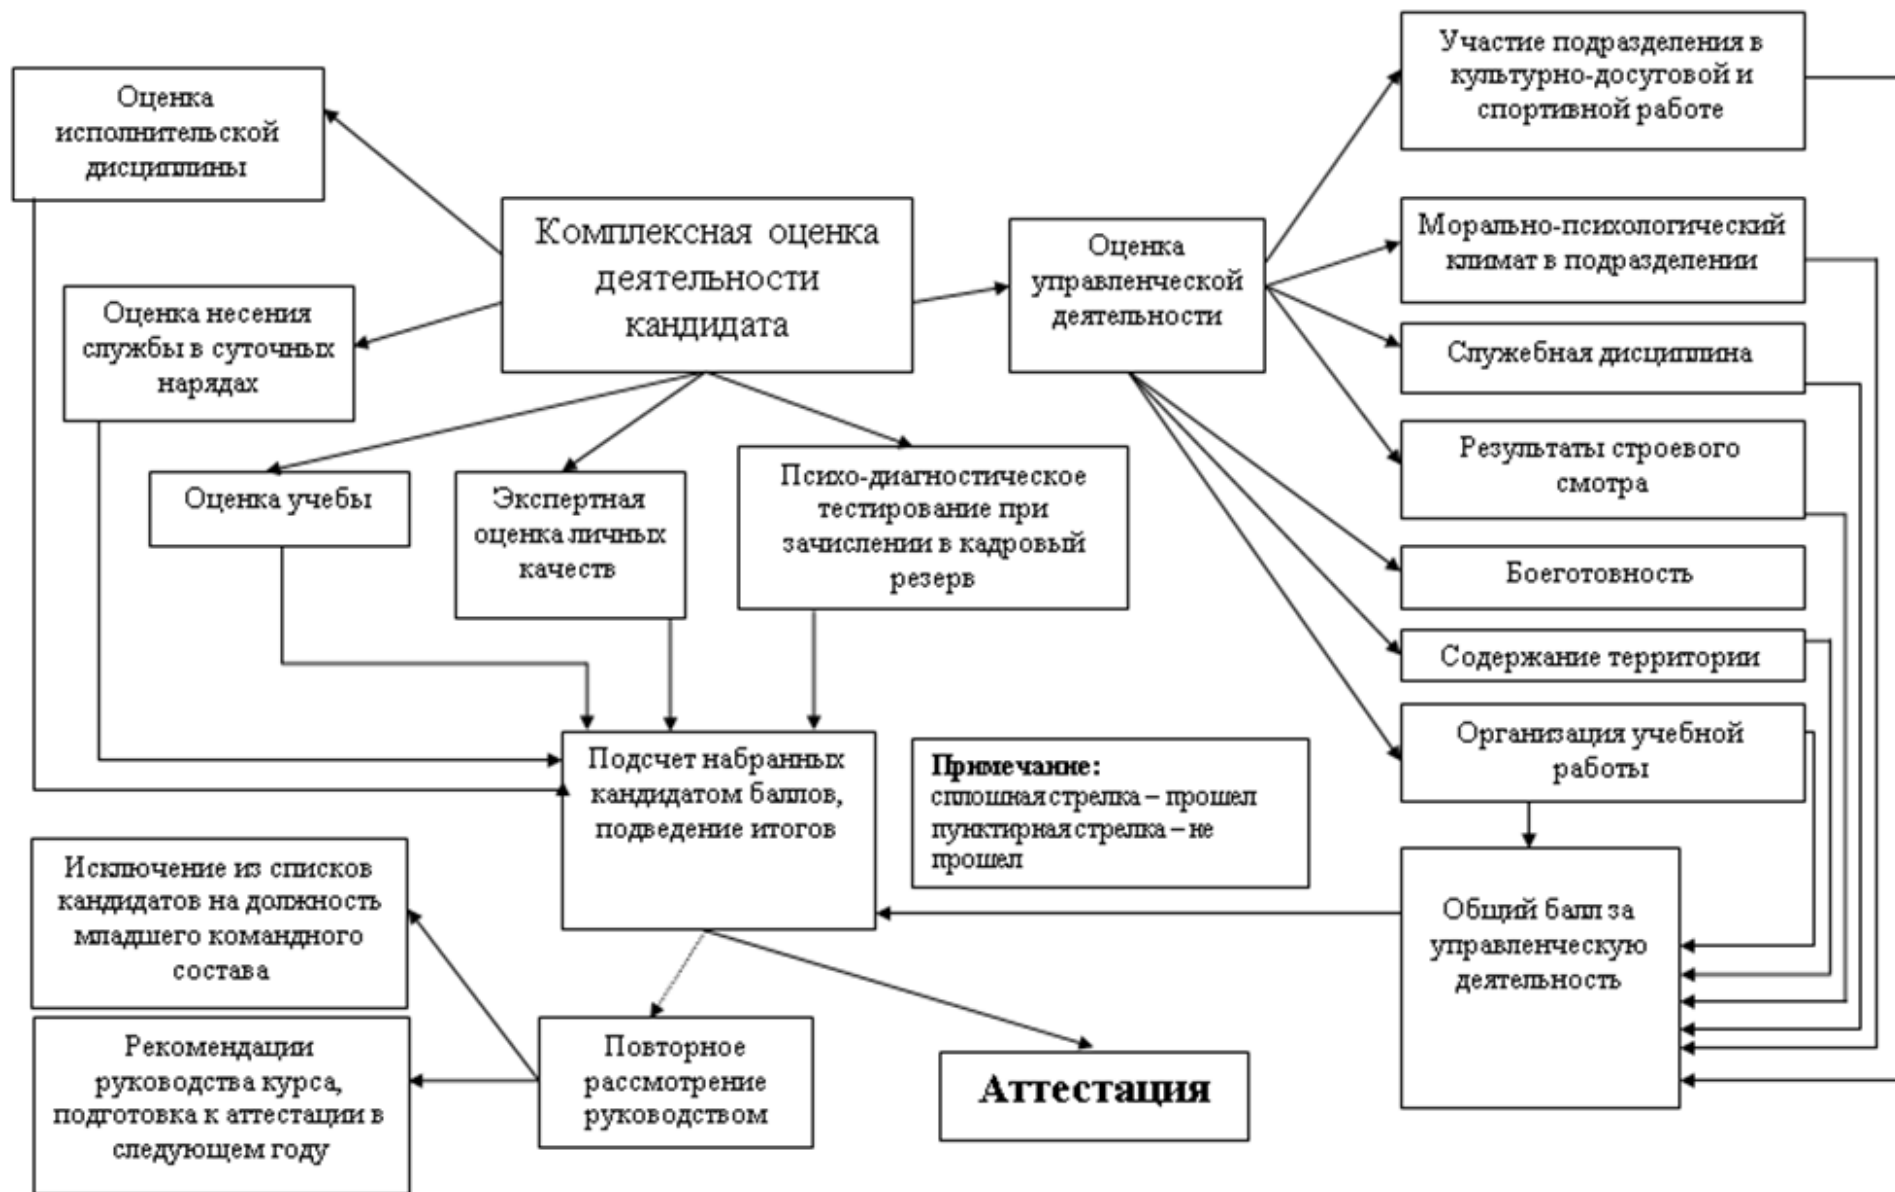 Участие подразделения в
культурно-досуговой и
спортивной работе
Оценка
исполнительской
дисциплины
Комплексная оценка
деятельности
кандидата
Оценка
управленческой
деятельности
Морально-психологический
климат в подразделении
Оценка несения
службы в суточных
нарядах
Служебная дисциплина
Результаты строевого
смотра
Оценка учебы
Экспертная
оценка личных
качеств
Психо-диагностическое
тестирование при
зачислении в кадровый
резерв
Боеготовность
Содержание территории
Организация учебной
работы
Подсчет набранных
кандидатом баллов,
подведение итогов
Примечание:
сплошная стрелка – прошел
пунктирная стрелка – не
прошел
Исключение из списков
кандидатов на должность
младшего командного
состава
Общий балл за
управленческую
деятельность
Рекомендации
руководства курса,
подготовка к аттестации в
следующем году
Повторное
рассмотрение
руководством
Аттестация